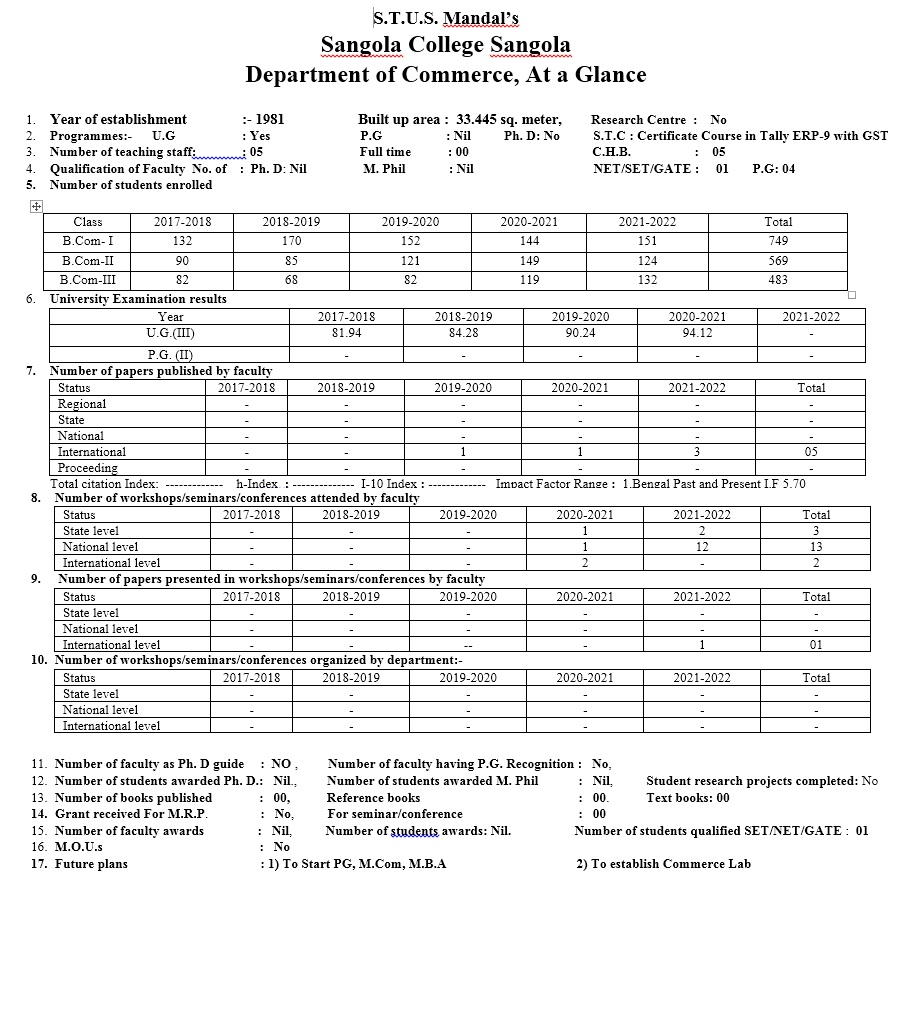 S.T.U.S. Mandal's
Sangola College Sangola
Department of Commerce, At a Glance
1. Year of establishment :- 1981 Built up area : 33.445 sq. meter, Research Centre : No
2. Programmes:- U.G : Yes P.G : Nil Ph. D: No S.T.C : Certificate Course in Tally ERP-9 with GST
3. Number of teaching staff: : 05 Full time : 00 C.H.B. : 05
4. Qualification of Faculty No. of : Ph. D: Nil M. Phil : Nil NET/SET/GATE : 01 P.G: 04
5. Number of students enrolled
Class 2017-2018 2018-2019 2019-2020 2020-2021 2021-2022 Total
B.Com- I 132 170 152 144 151 749
B.Com-II 90 85 121 149 124 569
B.Com-III 82 68 82 119 132 483
6. University Examination results
Year 2017-2018 2018-2019 2019-2020 2020-2021 2021-2022
U.G.(III) 81.94 84.28 90.24 94.12 -
P.G. (II) - - - - -
7. Number of papers published by faculty
Status 2017-2018 2018-2019 2019-2020 2020-2021 2021-2022 Total
Regional - - - - - -
State - - - - - -
National - - - - - -
International - - 1 1 3 05
Proceeding - - - - - -
Total citation Index: ------------- h-Index : -------------- I-10 Index : ------------- Impact Factor Range : 1.Bengal Past and Present I.F 5.70
8. Number of workshops/seminars/conferences attended by faculty
Status 2017-2018 2018-2019 2019-2020 2020-2021 2021-2022 Total
State level - - - 1 2 3
National level - - - 1 12 13
International level - - - 2 - 2
9. Number of papers presented in workshops/seminars/conferences by faculty
Status 2017-2018 2018-2019 2019-2020 2020-2021 2021-2022 Total
State level - - - - - -
National level - - - - - -
International level - - -- - 1 01
10. Number of workshops/seminars/conferences organized by department:-
Status 2017-2018 2018-2019 2019-2020 2020-2021 2021-2022 Total
State level - - - - - -
National level - - - - - -
International level - - - - - -
11. Number of faculty as Ph. D guide : NO , Number of faculty having P.G. Recognition : No,
12. Number of students awarded Ph. D.: Nil, Number of students awarded M. Phil : Nil, Student research projects completed: No
13. Number of books published : 00, Reference books : 00. Text books: 00
14. Grant received For M.R.P. : No, For seminar/conference : 00
15. Number of faculty awards : Nil, Number of students awards: Nil. Number of students qualified SET/NET/GATE : 01
16. M.O.U.s : No
17. Future plans : 1) To Start PG, M.Com, M.B.A 2) To establish Commerce Lab